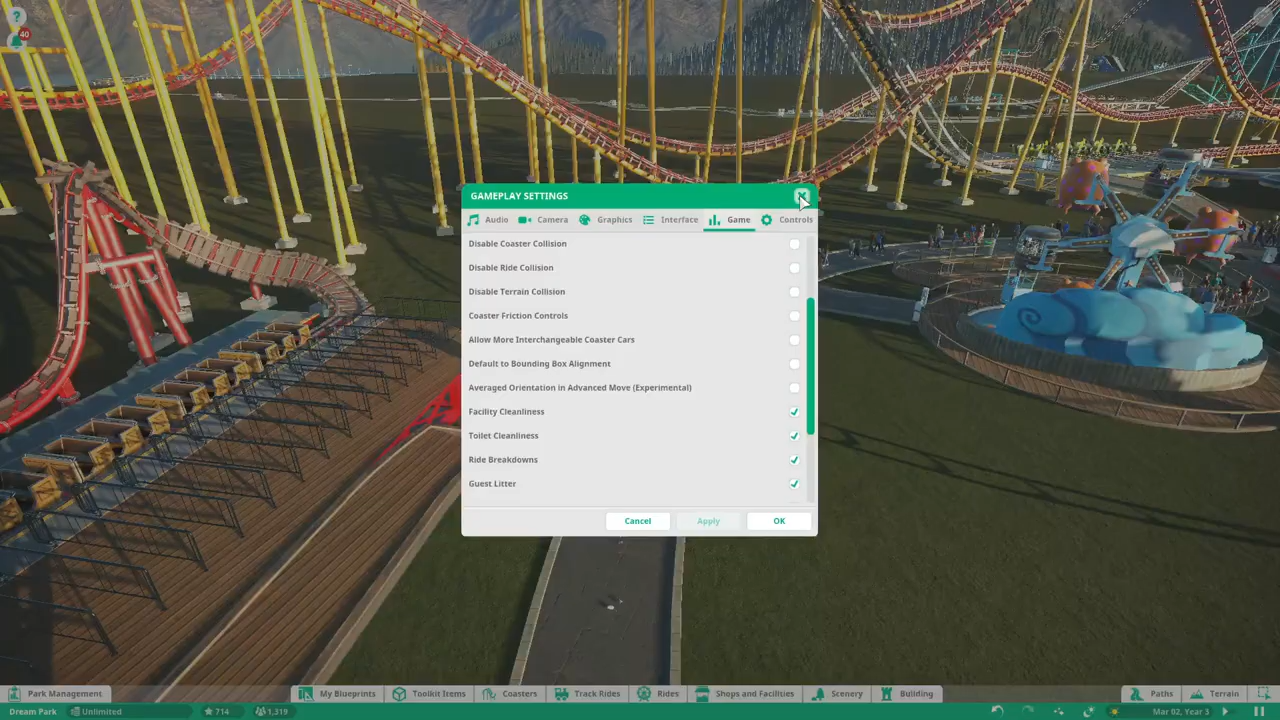 ?
40
GAMEPLAY SETTINGS
Audio Camera Graphics Interface Game Controls
Disable Coaster Collision
Disable Ride Collision
Disable Terrain Collision
Coaster Friction Controls
Allow More Interchangeable Coaster Cars
Default to Bounding Box Alignment
Averaged Orientation in Advanced Move (Experimental)
Facility Cleanliness
Toilet Cleanliness
Ride Breakdowns
Guest Litter
Cancel Apply OK
Park Management My Blueprints Toolkit Items Coasters Track Rides Rides Shops and Facilities Scenery Building Paths Terrain
Dream Park Unlimited 714 1,319 Mar 02, Year 3